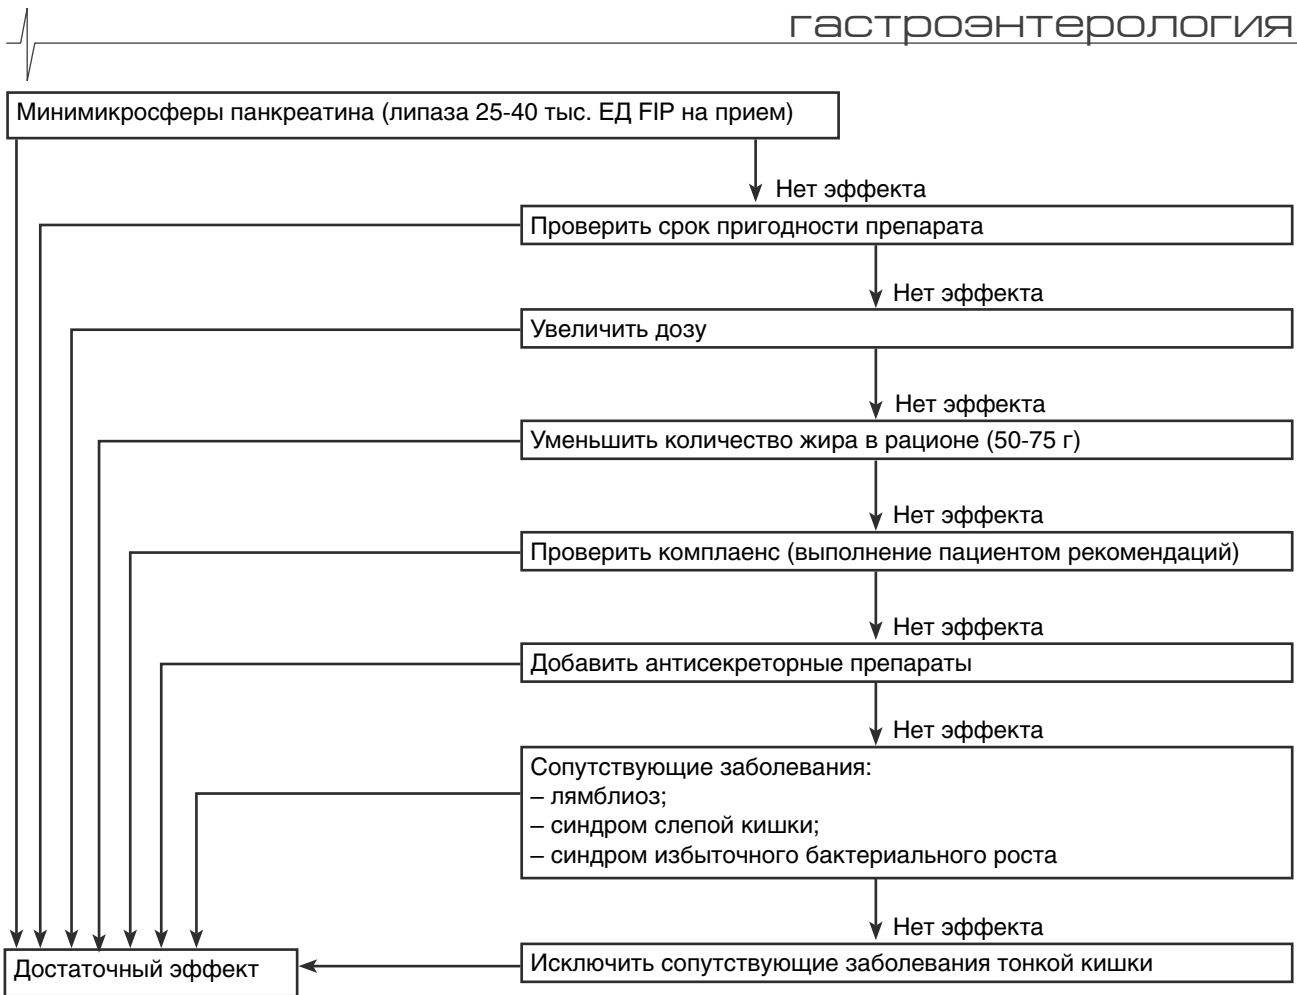 гастроэнтерология
Минимикросферы панкреатина (липаза 25-40 тыс. ЕД FIP на прием)
Нет эффекта
Проверить срок пригодности препарата
Нет эффекта
Увеличить дозу
Нет эффекта
Уменьшить количество жира в рационе (50-75 г)
Нет эффекта
Проверить комплаенс (выполнение пациентом рекомендаций)
Нет эффекта
Добавить антисекреторные препараты
Нет эффекта
Сопутствующие заболевания:
– лямблиоз;
– синдром слепой кишки;
– синдром избыточного бактериального роста
Нет эффекта
Исключить сопутствующие заболевания тонкой кишки
Достаточный эффект